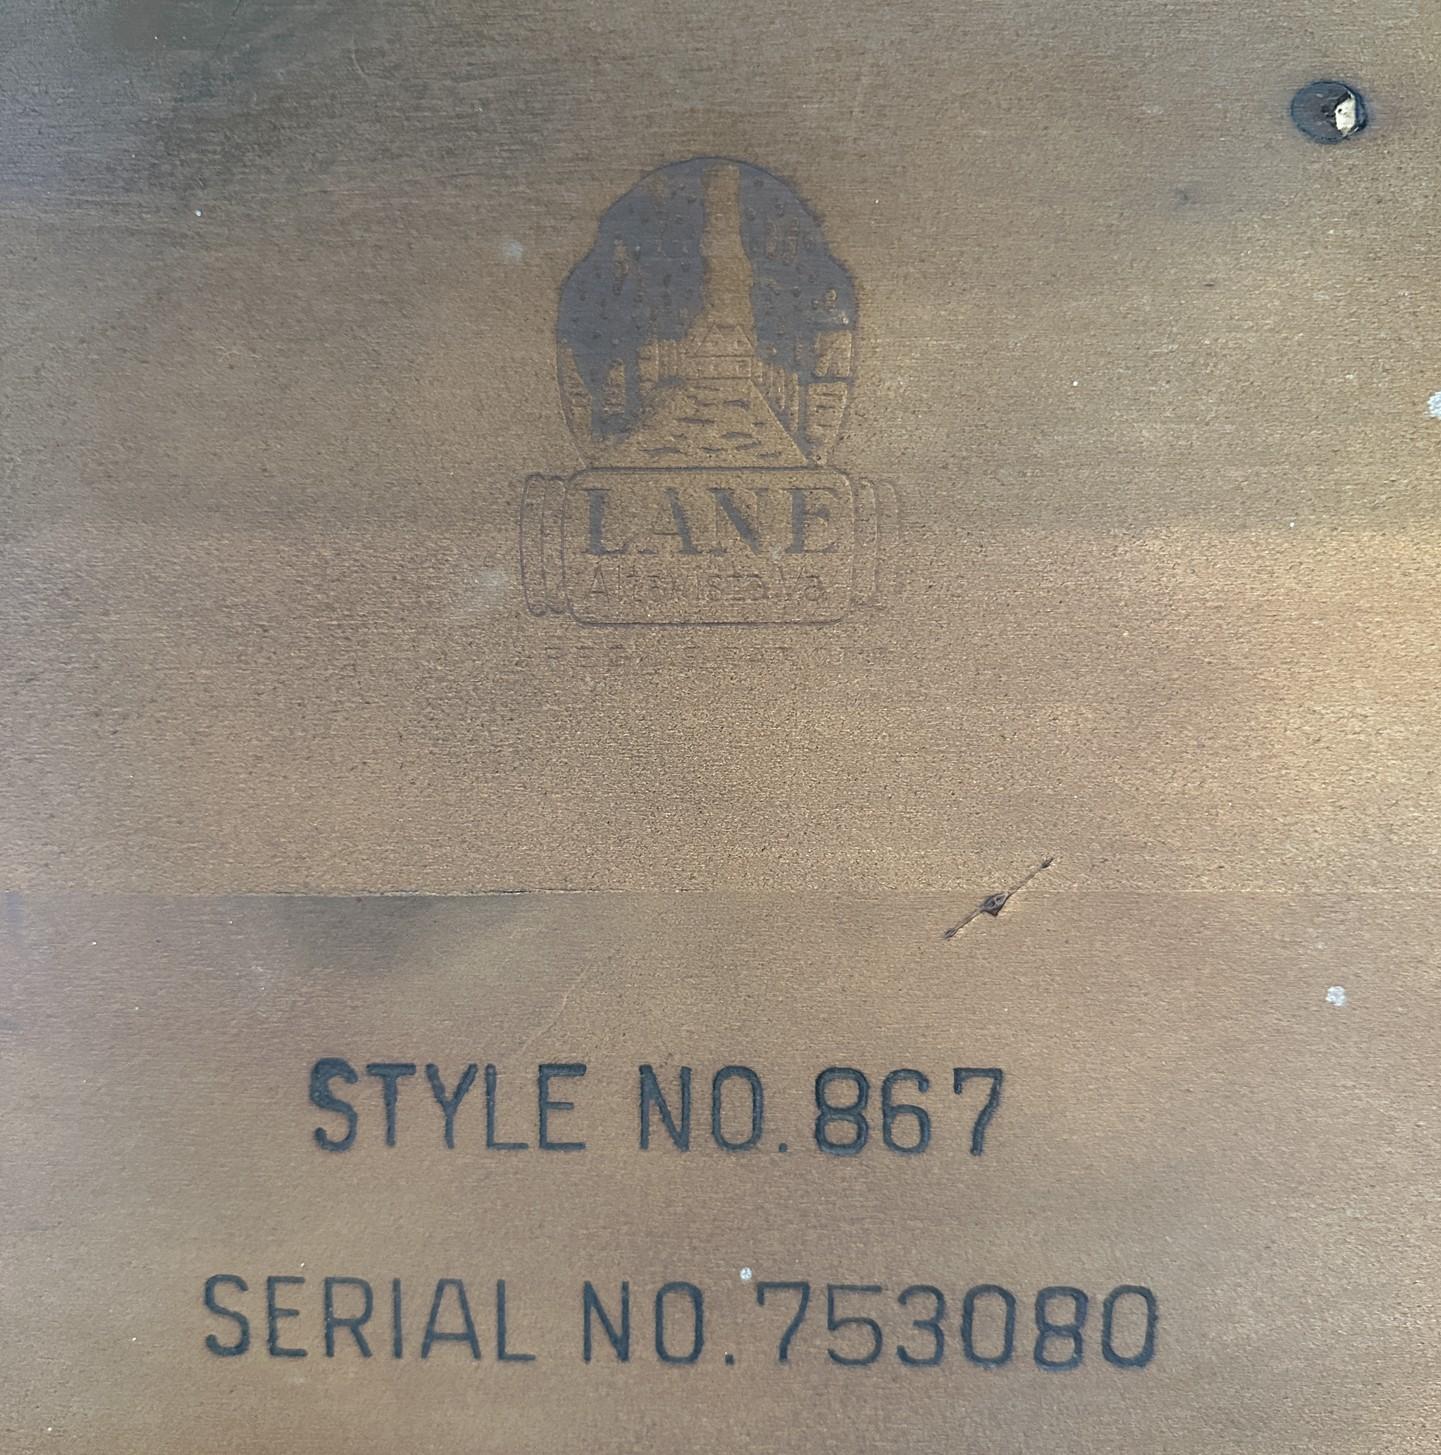 LANE
Altavista, Va.
STYLE NO. 867
SERIAL NO. 753080